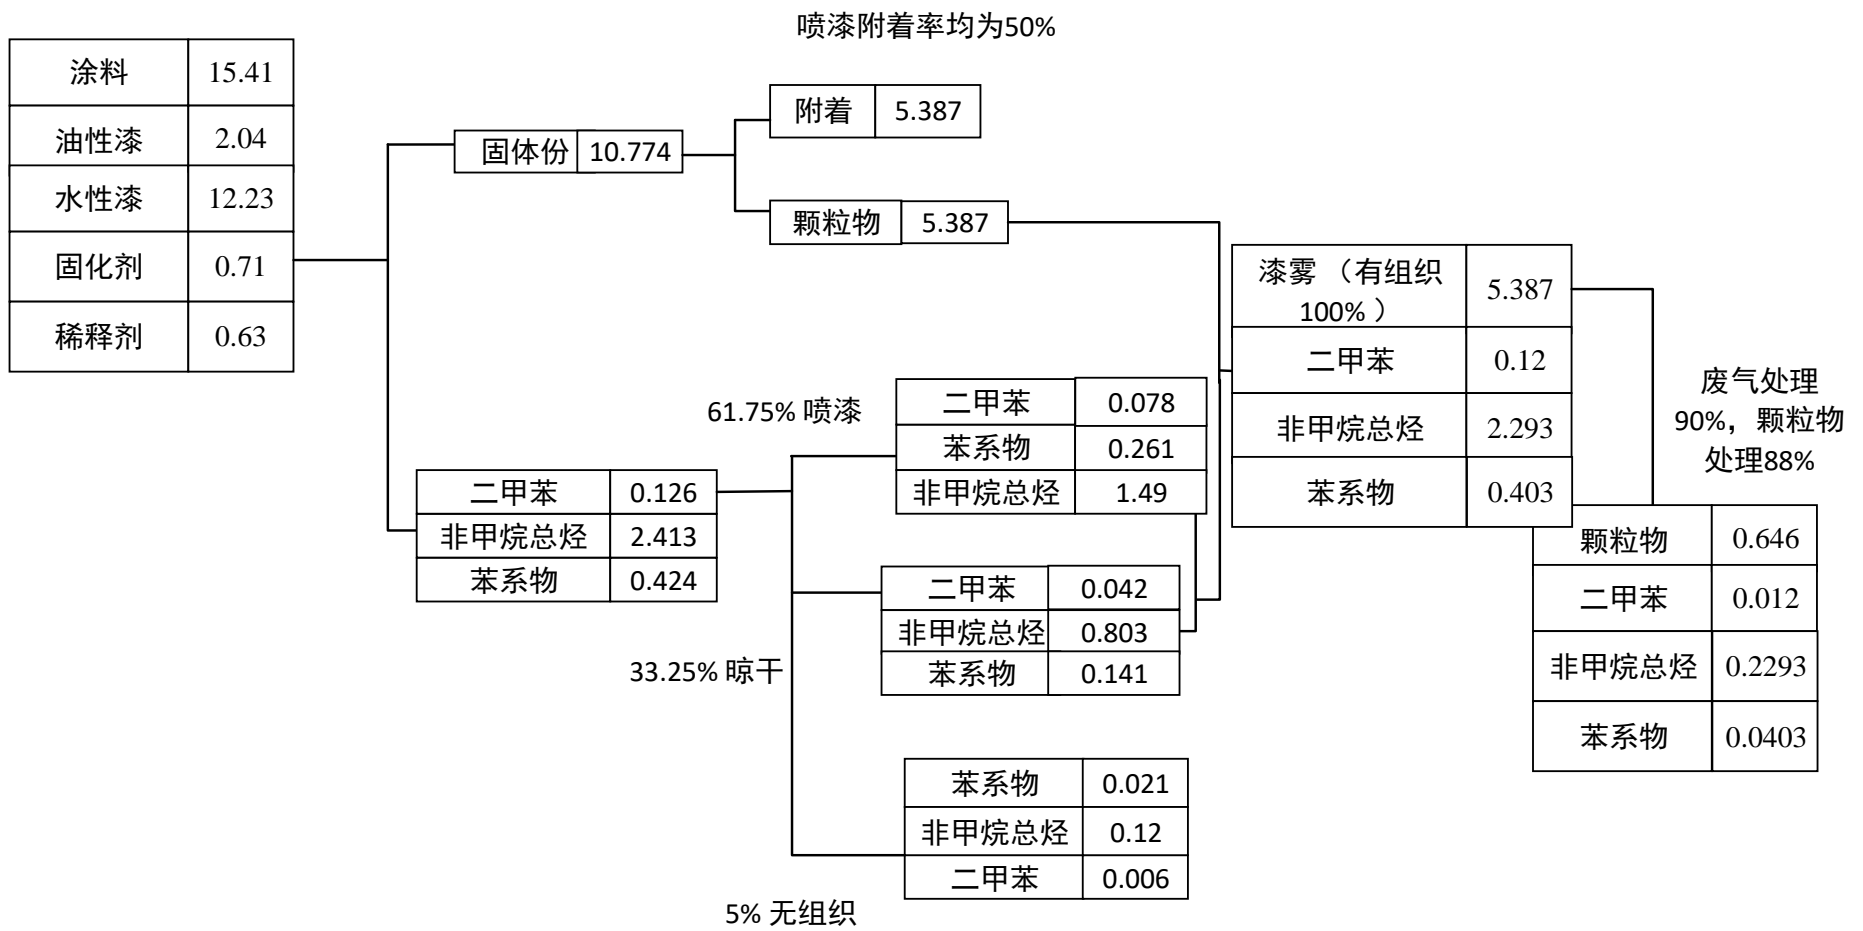 喷漆附着率均为50%
涂料 15.41
油性漆 2.04
水性漆 12.23
固化剂 0.71
稀释剂 0.63
固体份 10.774
附着 5.387
颗粒物 5.387
二甲苯 0.126
非甲烷总烃 2.413
苯系物 0.424
61.75% 喷漆
二甲苯 0.078
苯系物 0.261
非甲烷总烃 1.49
33.25% 晾干
二甲苯 0.042
非甲烷总烃 0.803
苯系物 0.141
5% 无组织
苯系物 0.021
非甲烷总烃 0.12
二甲苯 0.006
漆雾 （有组织 5.387
100% ）
二甲苯 0.12
非甲烷总烃 2.293
苯系物 0.403
废气处理
90%，颗粒物
处理88%
颗粒物 0.646
二甲苯 0.012
非甲烷总烃 0.2293
苯系物 0.0403